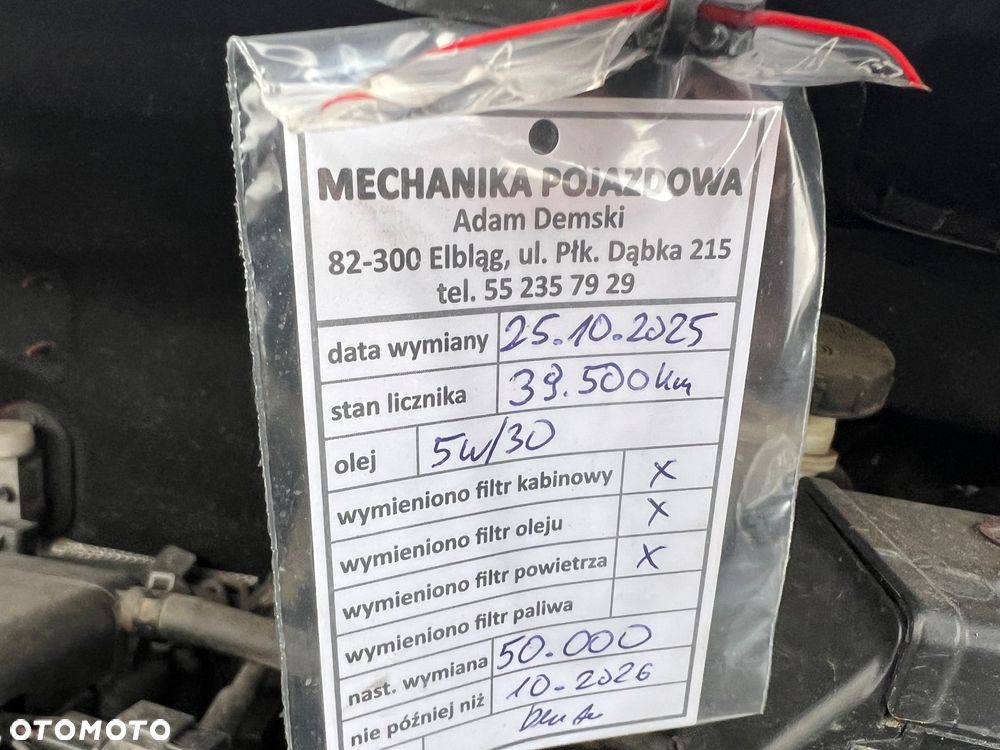 MECHANIKA POJAZDOWA
Adam Demski
82-300 Elbląg, ul. Płk. Dąbka 215
tel. 55 235 79 29
data wymiany 25.10.2025
stan licznika 39.500km
olej 5w/30
wymieniono filtr kabinowy X
wymieniono filtr oleju X
wymieniono filtr powietrza X
wymieniono filtr paliwa
nast. wymiana 50.000
nie później niż 10-2026
OTOMOTO